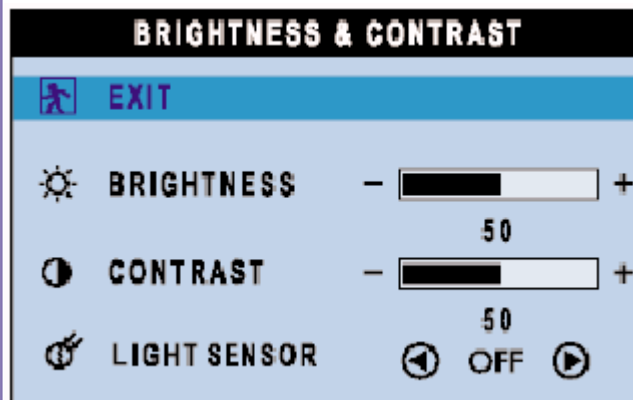 BRIGHTNESS & CONTRAST
EXIT
BRIGHTNESS - +
50
CONTRAST - +
50
LIGHT SENSOR OFF